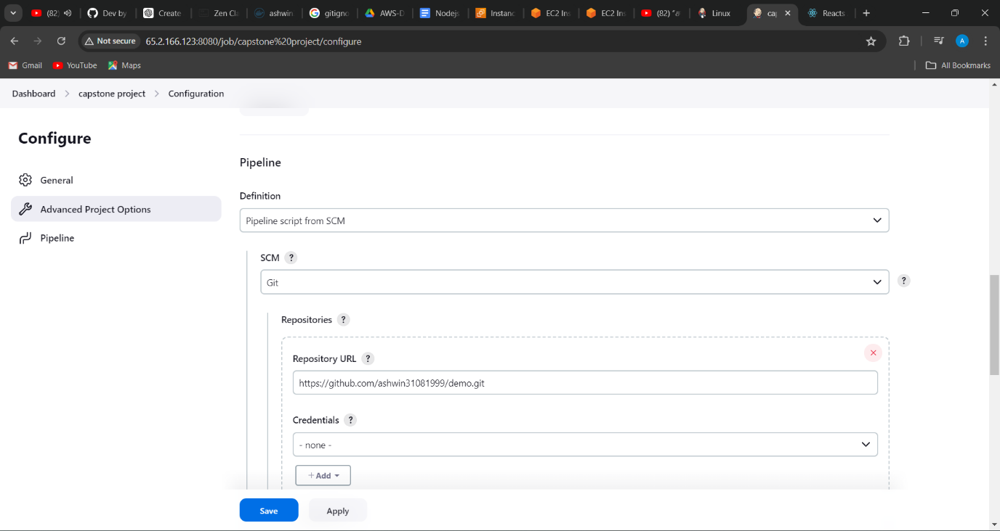 (82)
Dev by
Create
Zen Cla
ashwin
gitigno
AWS-D
Nodejs
Instanc
EC2 Ins
EC2 Ins
(82) "
Linux
cap
Reacts
Not secure
65.2.166.123:8080/job/capstone%20project/configure
A
Gmail
YouTube
Maps
All Bookmarks
Dashboard > capstone project > Configuration
Configure
General
Advanced Project Options
Pipeline
Pipeline
Definition
Pipeline script from SCM
SCM ?
Git
?
Repositories ?
Repository URL ?
https://github.com/ashwin31081999/demo.git
Credentials ?
- none -
+ Add
Save
Apply